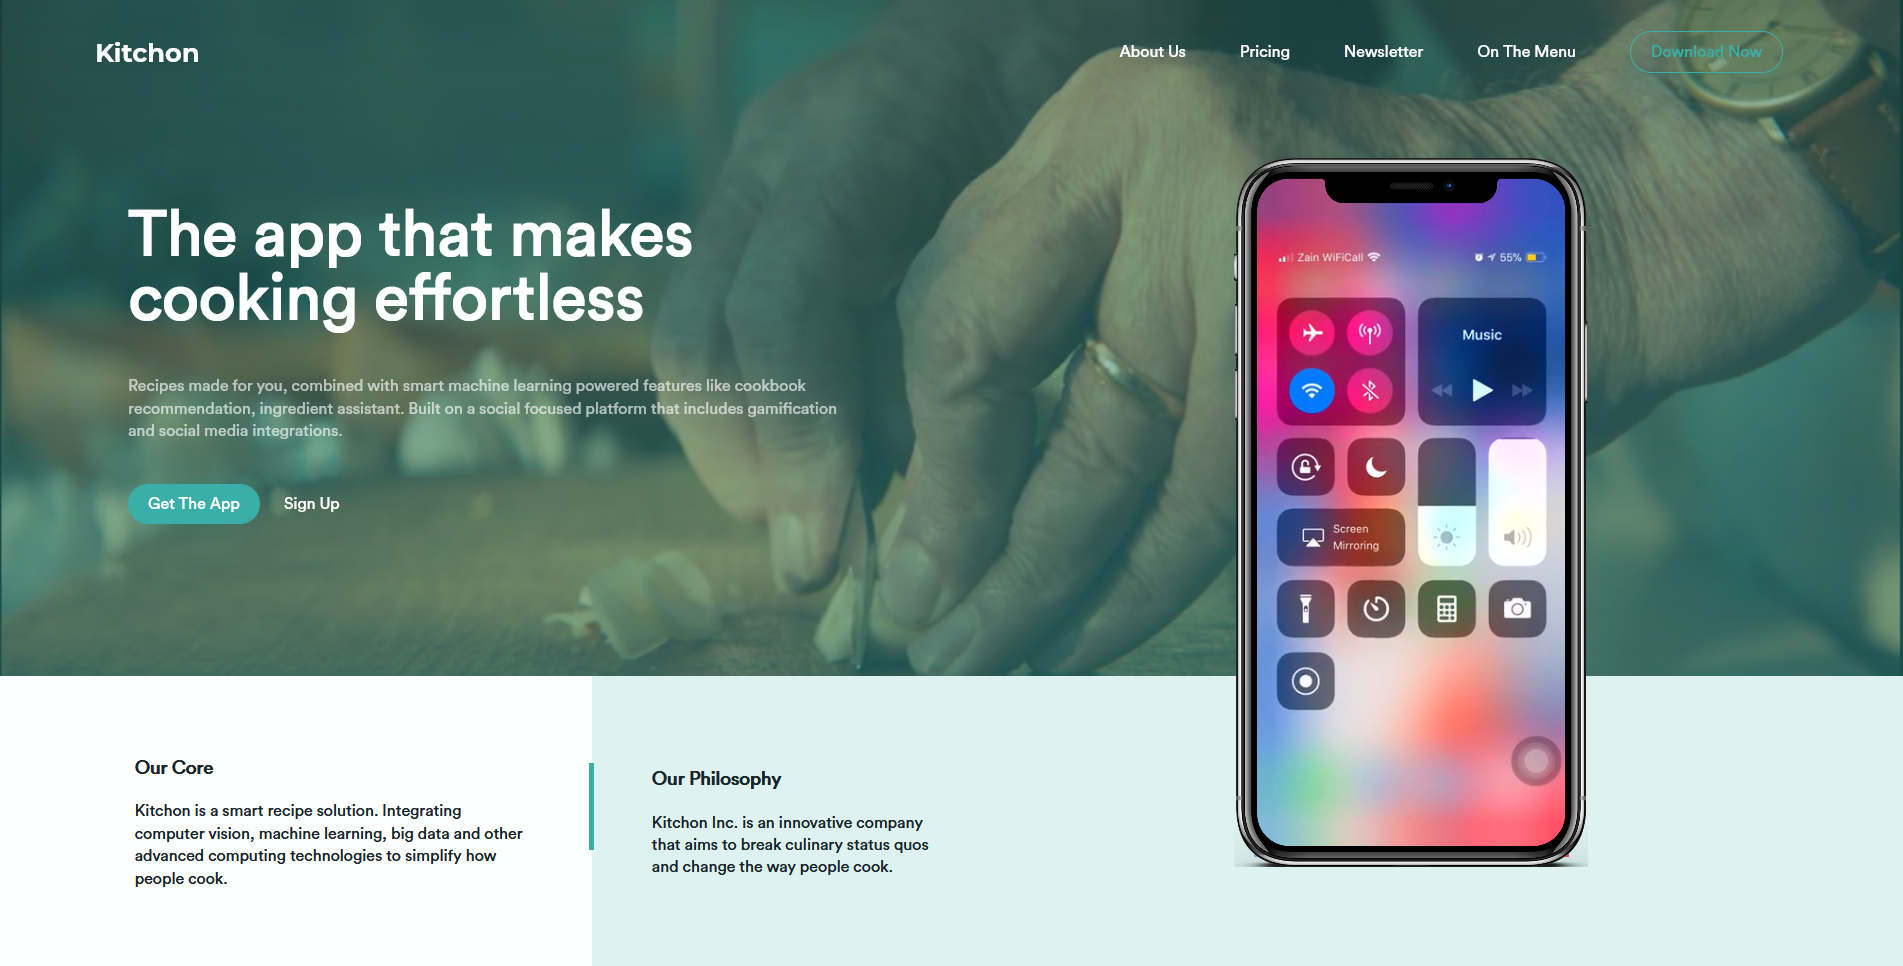 Kitchon
About Us
Pricing
Newsletter
On The Menu
Download Now
The app that makes
cooking effortless
Recipes made for you, combined with smart machine learning powered features like cookbook
recommendation, ingredient assistant. Built on a social focused platform that includes gamification
and social media integrations.
Get The App
Sign Up
Zain WiFiCall
55%
Music
Screen
Mirroring
Our Core
Kitchon is a smart recipe solution. Integrating
computer vision, machine learning, big data and other
advanced computing technologies to simplify how
people cook.
Our Philosophy
Kitchon Inc. is an innovative company
that aims to break culinary status quos
and change the way people cook.